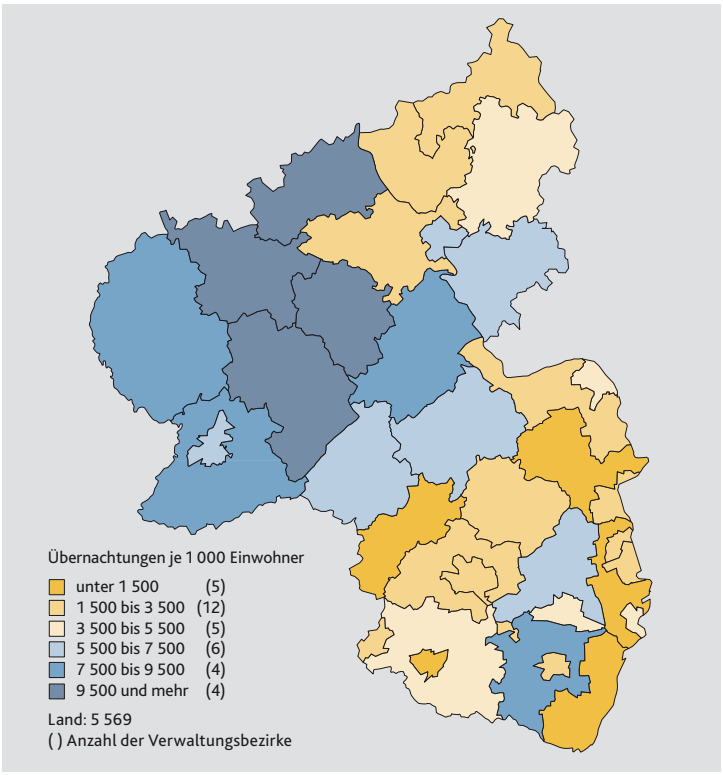 Übernachtungen je 1 000 Einwohner
unter 1 500 (5)
1 500 bis 3 500 (12)
3 500 bis 5 500 (5)
5 500 bis 7 500 (6)
7 500 bis 9 500 (4)
9 500 und mehr (4)
Land: 5 569
( ) Anzahl der Verwaltungsbezirke